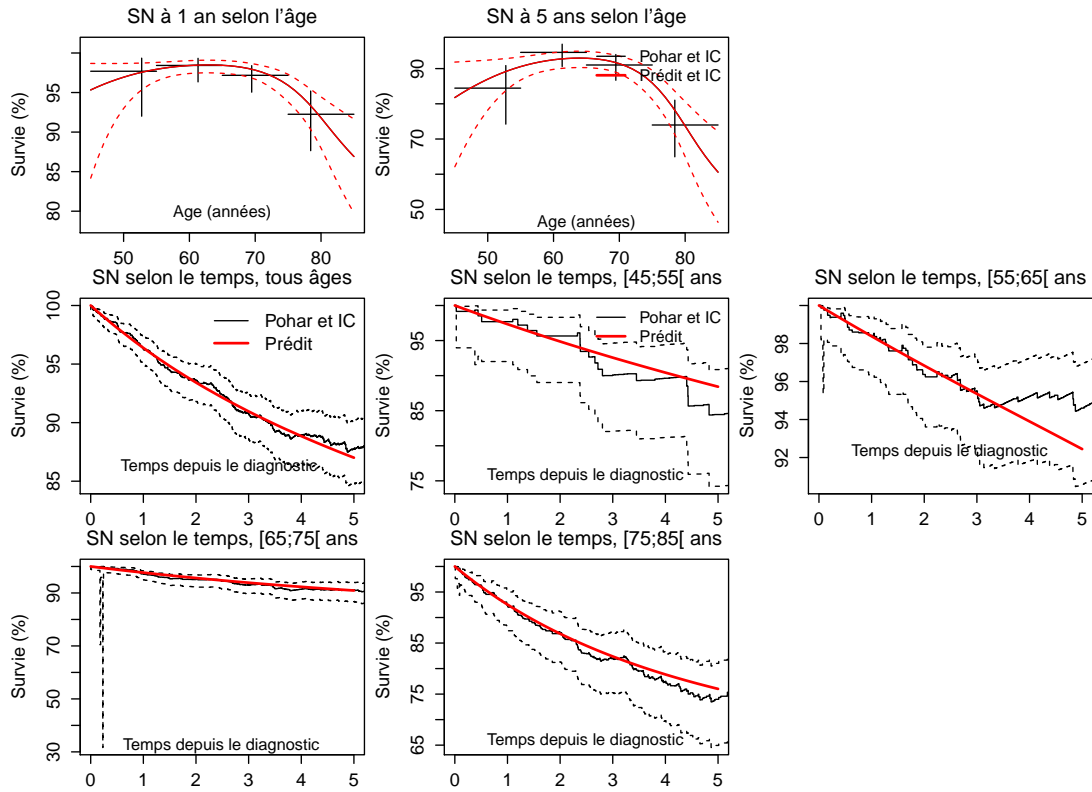 SN à 1 an selon l'âge
Survie (%)
80 85 90 95
Age (années)
50 60 70 80
SN à 5 ans selon l'âge
Survie (%)
50 70 90
Pohar et IC
Prédit et IC
Age (années)
50 60 70 80
SN selon le temps, tous âges
Survie (%)
85 90 95 100
Pohar et IC
Prédit
Temps depuis le diagnostic
0 1 2 3 4 5
SN selon le temps, [45;55[ ans
Survie (%)
75 85 95
Pohar et IC
Prédit
Temps depuis le diagnostic
0 1 2 3 4 5
SN selon le temps, [55;65[ ans
Survie (%)
92 94 96 98
Temps depuis le diagnostic
0 1 2 3 4 5
SN selon le temps, [65;75[ ans
Survie (%)
30 50 70 90
Temps depuis le diagnostic
0 1 2 3 4 5
SN selon le temps, [75;85[ ans
Survie (%)
65 75 85 95
Temps depuis le diagnostic
0 1 2 3 4 5